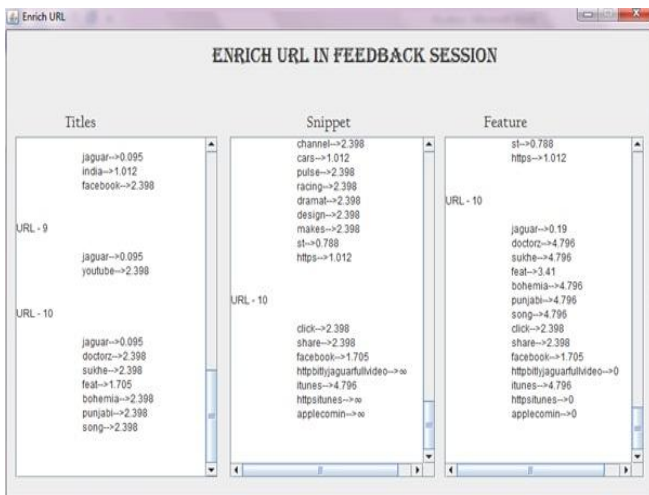 Enrich URL
ENRICH URL IN FEEDBACK SESSION
Titles
jaguar-->0.095
india-->1.012
facebook-->2.398
URL - 9
jaguar-->0.095
youtube-->2.398
URL - 10
jaguar-->0.095
doctorz-->2.398
sukhe-->2.398
feat-->1.705
bohemia-->2.398
punjabi-->2.398
song-->2.398
Snippet
channel-->2.398
cars-->1.012
pulse-->2.398
racing-->2.398
dramat-->2.398
design-->2.398
makes-->2.398
st-->0.788
https-->1.012
URL - 10
click-->2.398
share-->2.398
facebook-->1.705
httpbitlyjaguarfullvideo-->∞
itunes-->4.796
httpsitunes-->∞
applecomin-->∞
Feature
st-->0.788
https-->1.012
URL - 10
jaguar-->0.19
doctorz-->4.796
sukhe-->4.796
feat-->3.41
bohemia-->4.796
punjabi-->4.796
song-->4.796
click-->2.398
share-->2.398
facebook-->1.705
httpbitlyjaguarfullvideo-->0
itunes-->4.796
httpsitunes-->0
applecomin-->0